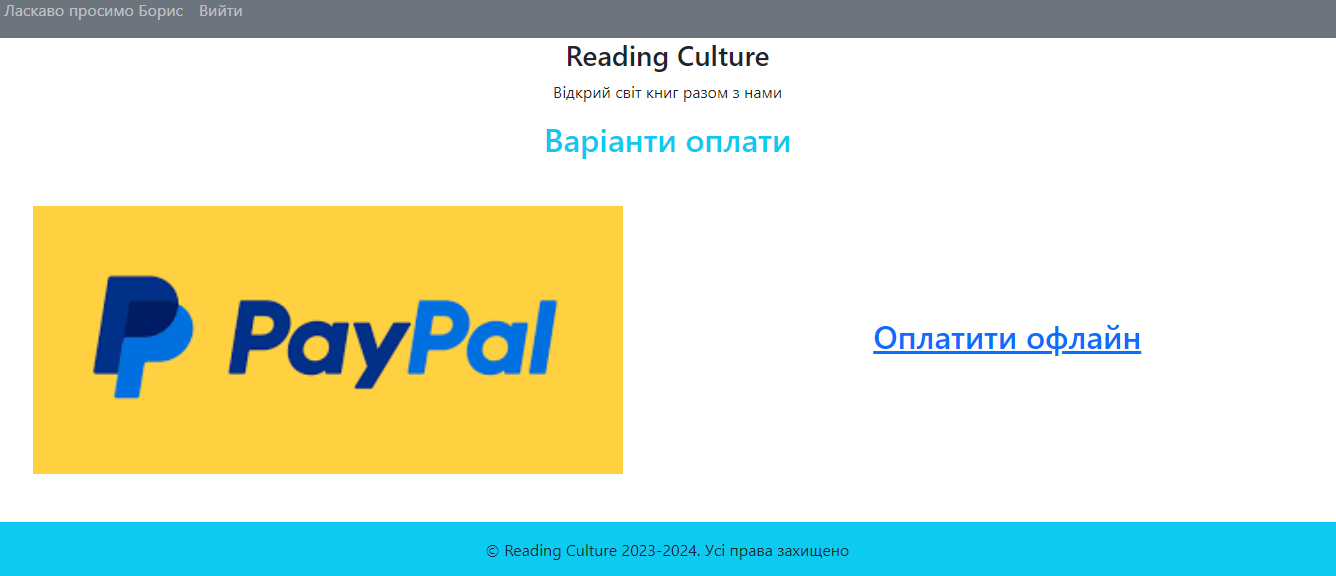 Ласкаво просимо Борис Вийти
Reading Culture
Відкрий світ книг разом з нами
Варіанти оплати
PayPal
Оплатити офлайн
© Reading Culture 2023-2024. Усі права захищено